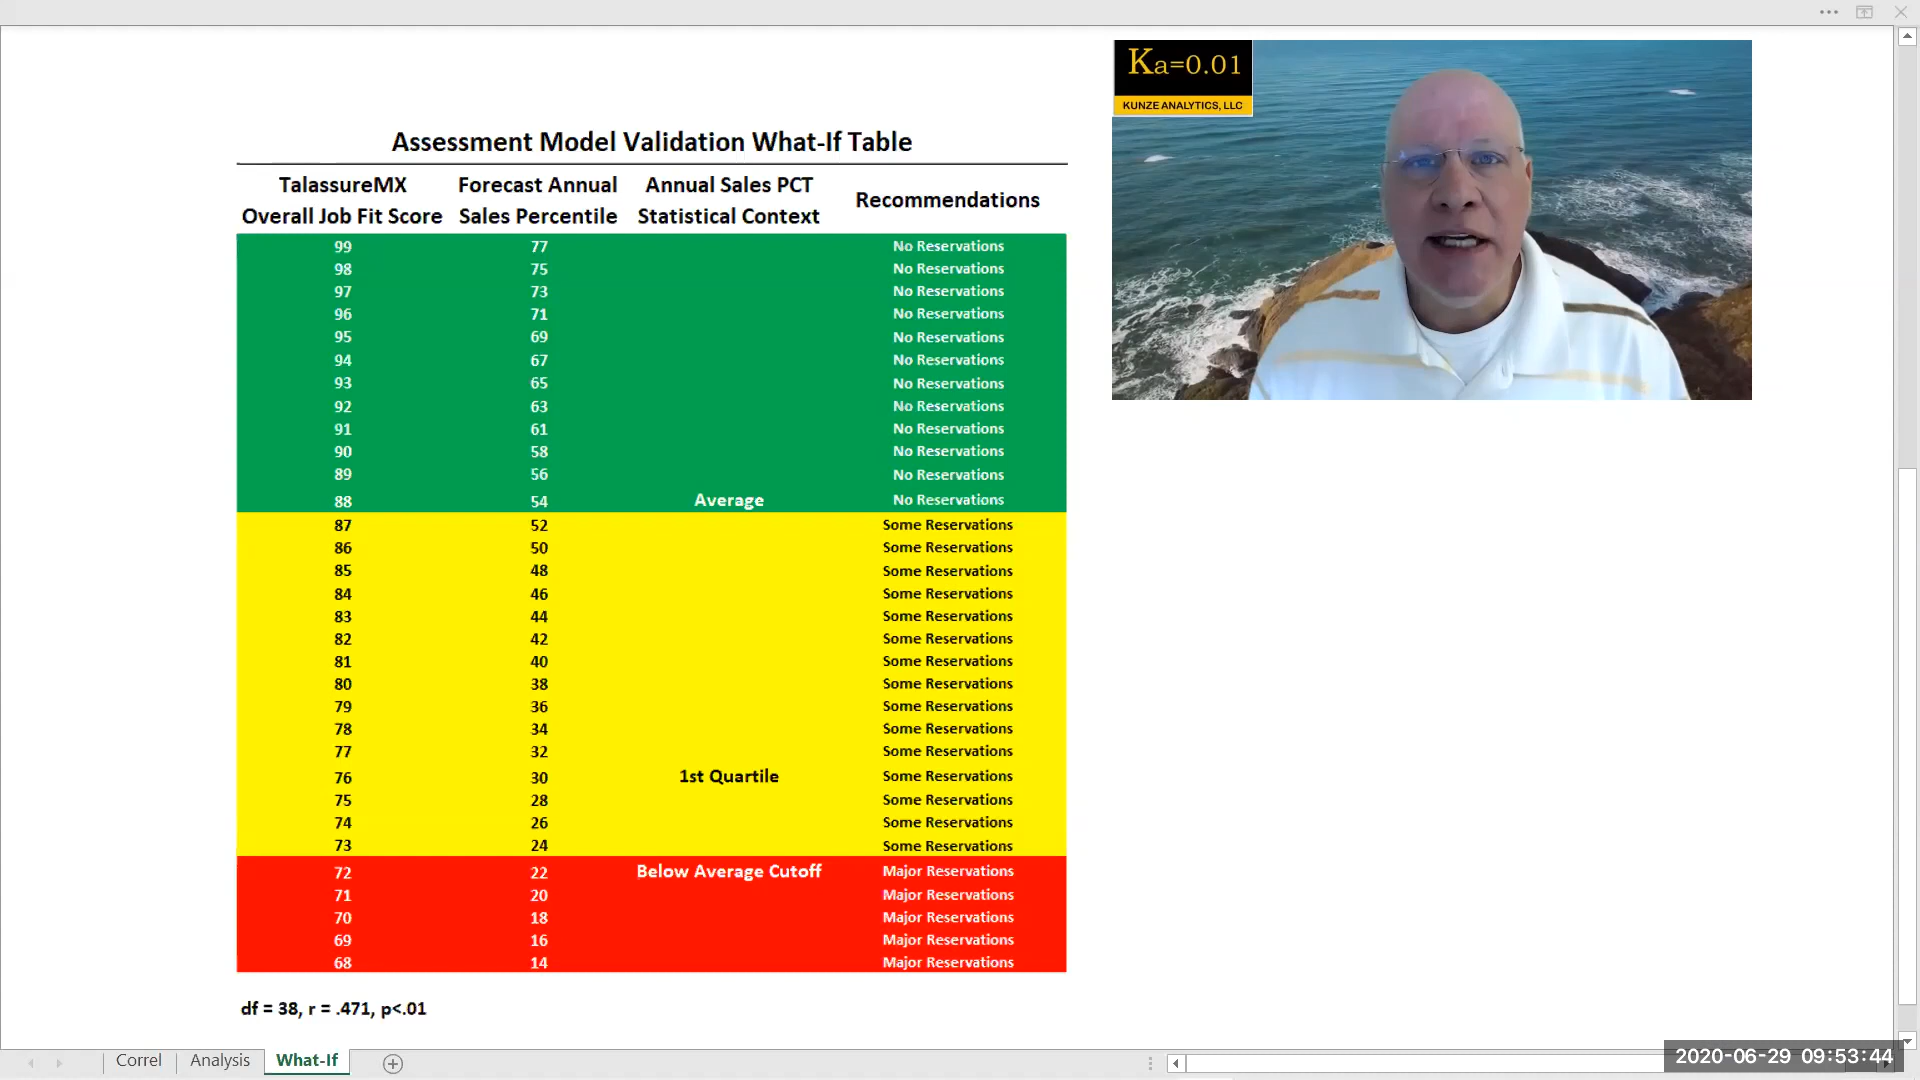 Ka=0.01
KUNZE ANALYTICS, LLC
Assessment Model Validation What-If Table
TalassureMX Overall Job Fit Score | Forecast Annual Sales Percentile | Annual Sales PCT Statistical Context | Recommendations
99 77 No Reservations
98 75 No Reservations
97 73 No Reservations
96 71 No Reservations
95 69 No Reservations
94 67 No Reservations
93 65 No Reservations
92 63 No Reservations
91 61 No Reservations
90 58 No Reservations
89 56 No Reservations
88 54 Average No Reservations
87 52 Some Reservations
86 50 Some Reservations
85 48 Some Reservations
84 46 Some Reservations
83 44 Some Reservations
82 42 Some Reservations
81 40 Some Reservations
80 38 Some Reservations
79 36 Some Reservations
78 34 Some Reservations
77 32 Some Reservations
76 30 1st Quartile Some Reservations
75 28 Some Reservations
74 26 Some Reservations
73 24 Some Reservations
72 22 Below Average Cutoff Major Reservations
71 20 Major Reservations
70 18 Major Reservations
69 16 Major Reservations
68 14 Major Reservations
df = 38, r = .471, p<.01
Correl Analysis What-If
2020-06-29 09:53:44